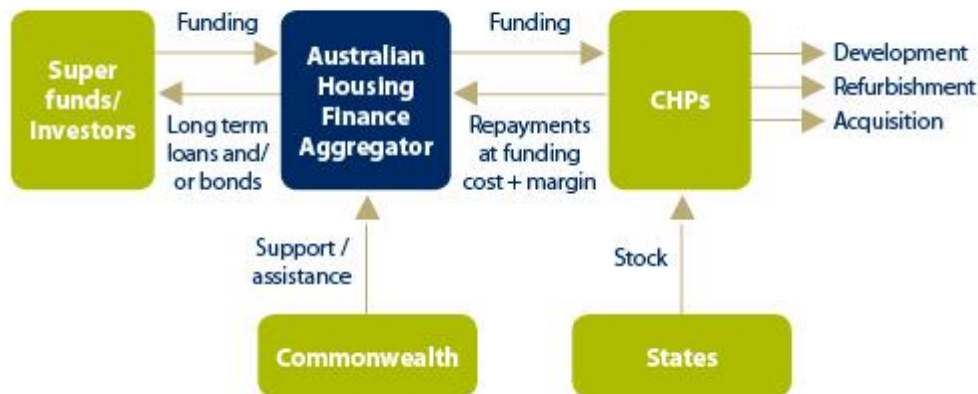 Super
funds/
Investors
Funding
Long term
loans and/
or bonds
Australian
Housing
Finance
Aggregator
Funding
Repayments
at funding
cost + margin
CHPs
Development
Refurbishment
Acquisition
Support /
assistance
Stock
Commonwealth
States